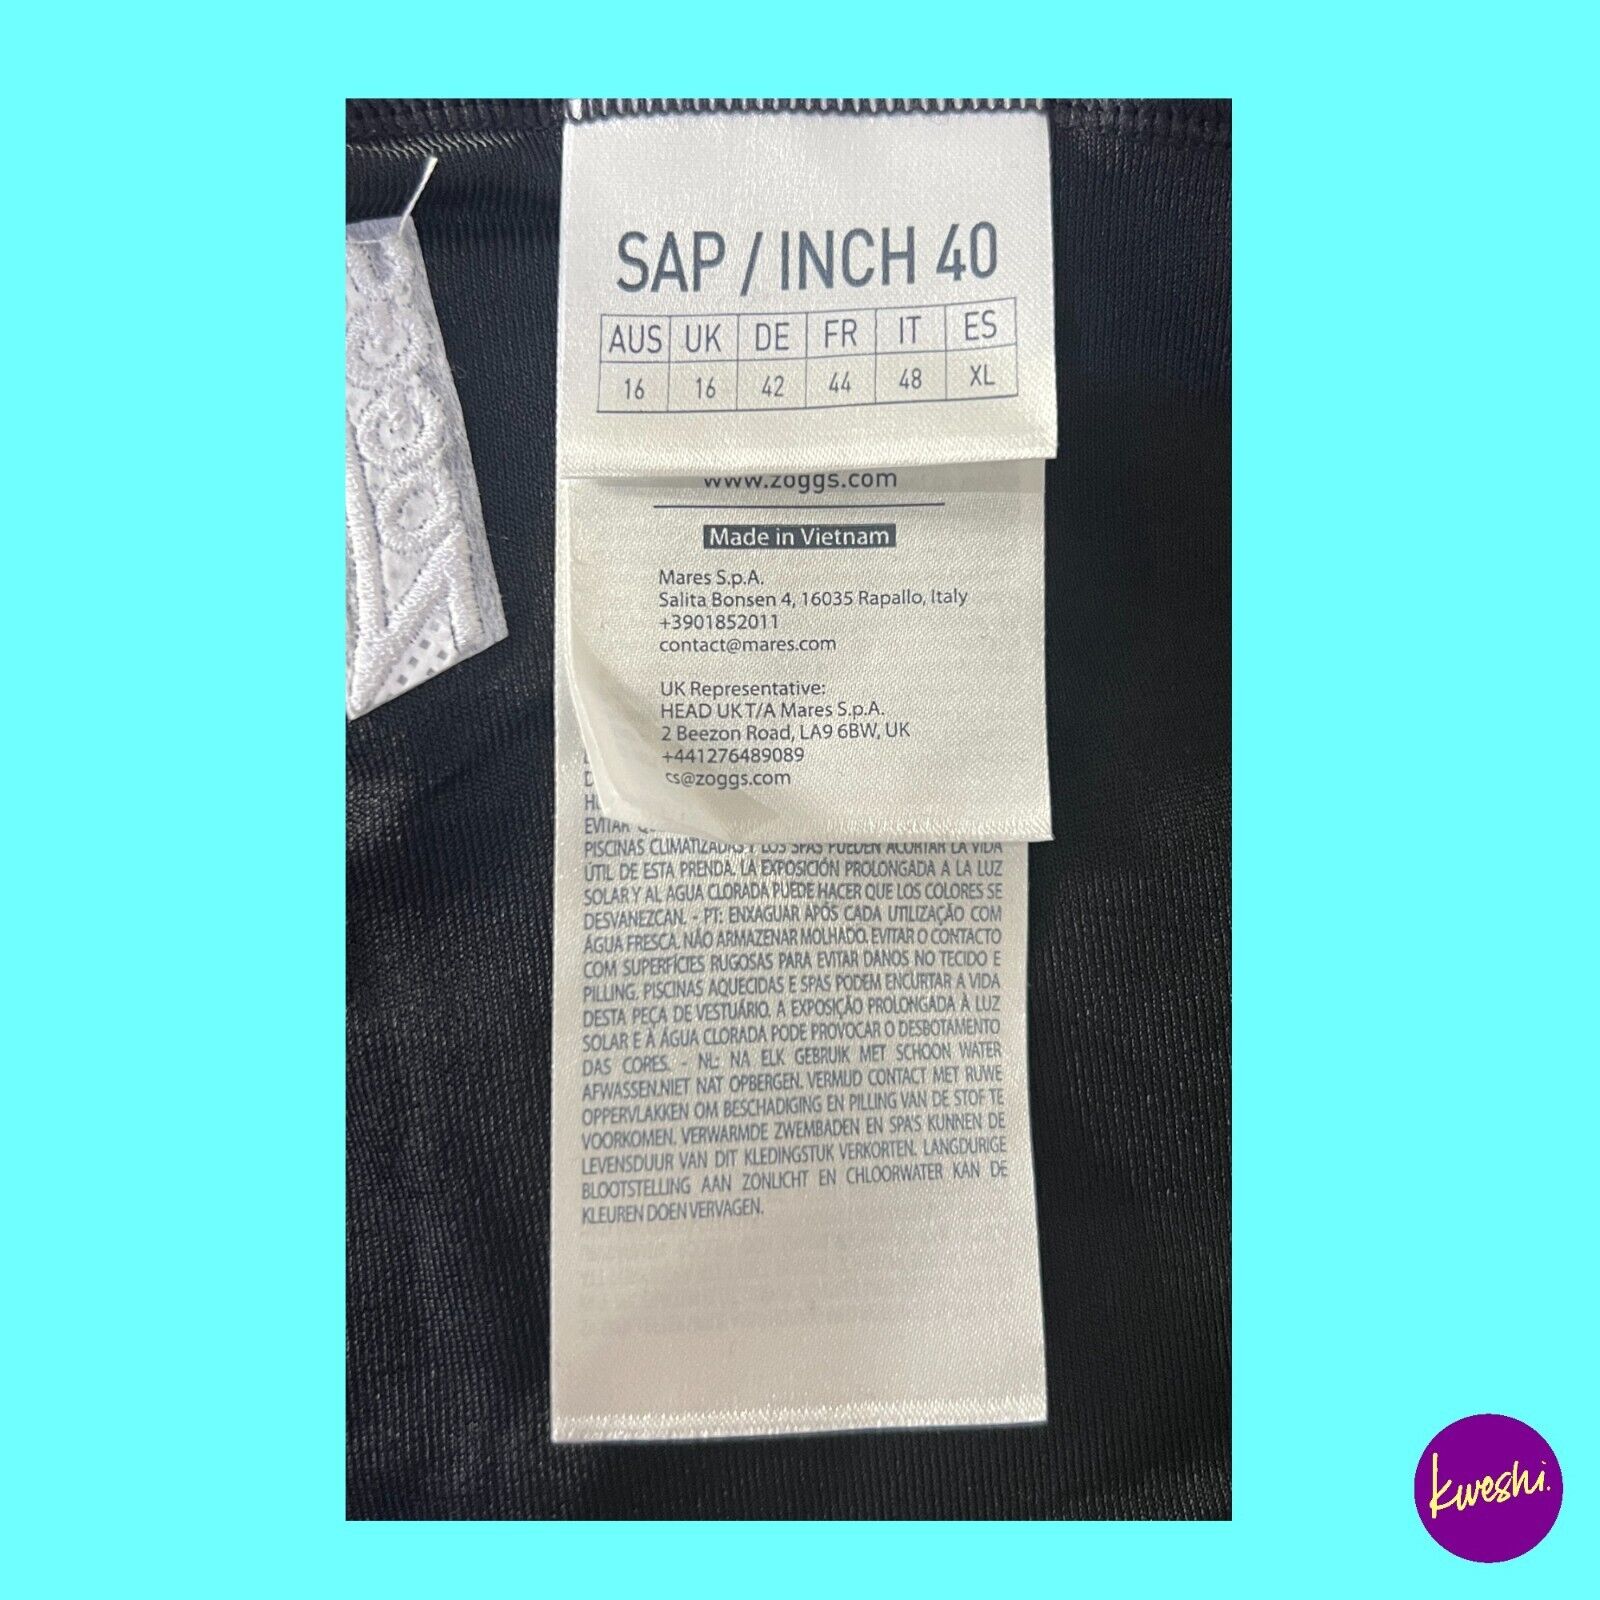 SAP / INCH 40
AUS UK DE FR IT ES
16 16 42 44 48 XL
www.zoggs.com
Made in Vietnam
Mares S.p.A.
Salita Bonsen 4, 16035 Rapallo, Italy
+3901852011
contact@mares.com
UK Representative:
HEAD UK T/A Mares S.p.A.
2 Beezon Road, LA9 6BW, UK
+441276489089
cs@zoggs.com
EVITAR
PISCINAS CLIMATIZADAS Y LOS SPAS PUEDEN ACORTAR LA VIDA
ÚTIL DE ESTA PRENDA. LA EXPOSICIÓN PROLONGADA A LA LUZ
SOLAR Y AL AGUA CLORADA PUEDE HACER QUE LOS COLORES SE
DESVANEZCAN. - PT: ENXAGUAR APÓS CADA UTILIZAÇÃO COM
ÁGUA FRESCA. NÃO ARMAZENAR MOLHADO. EVITAR O CONTACTO
COM SUPERFÍCIES RUGOSAS PARA EVITAR DANOS NO TECIDO E
PILLING. PISCINAS AQUECIDAS E SPAS PODEM ENCURTAR A VIDA
DESTA PEÇA DE VESTUÁRIO. A EXPOSIÇÃO PROLONGADA À LUZ
SOLAR E À ÁGUA CLORADA PODE PROVOCAR O DESBOTAMENTO
DAS CORES. - NL: NA ELK GEBRUIK MET SCHOON WATER
AFWASSEN.NIET NAT OPBERGEN. VERMIJD CONTACT MET RUWE
OPPERVLAKKEN OM BESCHADIGING EN PILLING VAN DE STOF TE
VOORKOMEN. VERWARMDE ZWEMBADEN EN SPA'S KUNNEN DE
LEVENSDUUR VAN DIT KLEDINGSTUK VERKORTEN. LANGDURIGE
BLOOTSTELLING AAN ZONLICHT EN CHLOORWATER KAN DE
KLEUREN DOEN VERVAGEN.
kweshi.